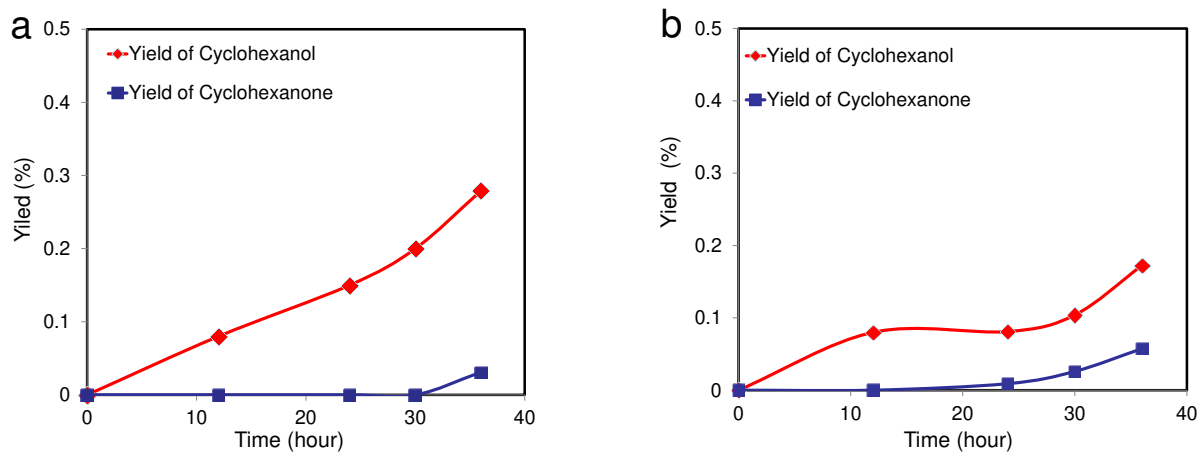 a
0.5
Yield of Cyclohexanol
Yield of Cyclohexanone
0.4
0.3
0.2
0.1
0
Yiled (%)
0 10 20 30 40
Time (hour)
b
0.5
Yield of Cyclohexanol
Yield of Cyclohexanone
0.4
0.3
0.2
0.1
0
Yield (%)
0 10 20 30 40
Time (hour)